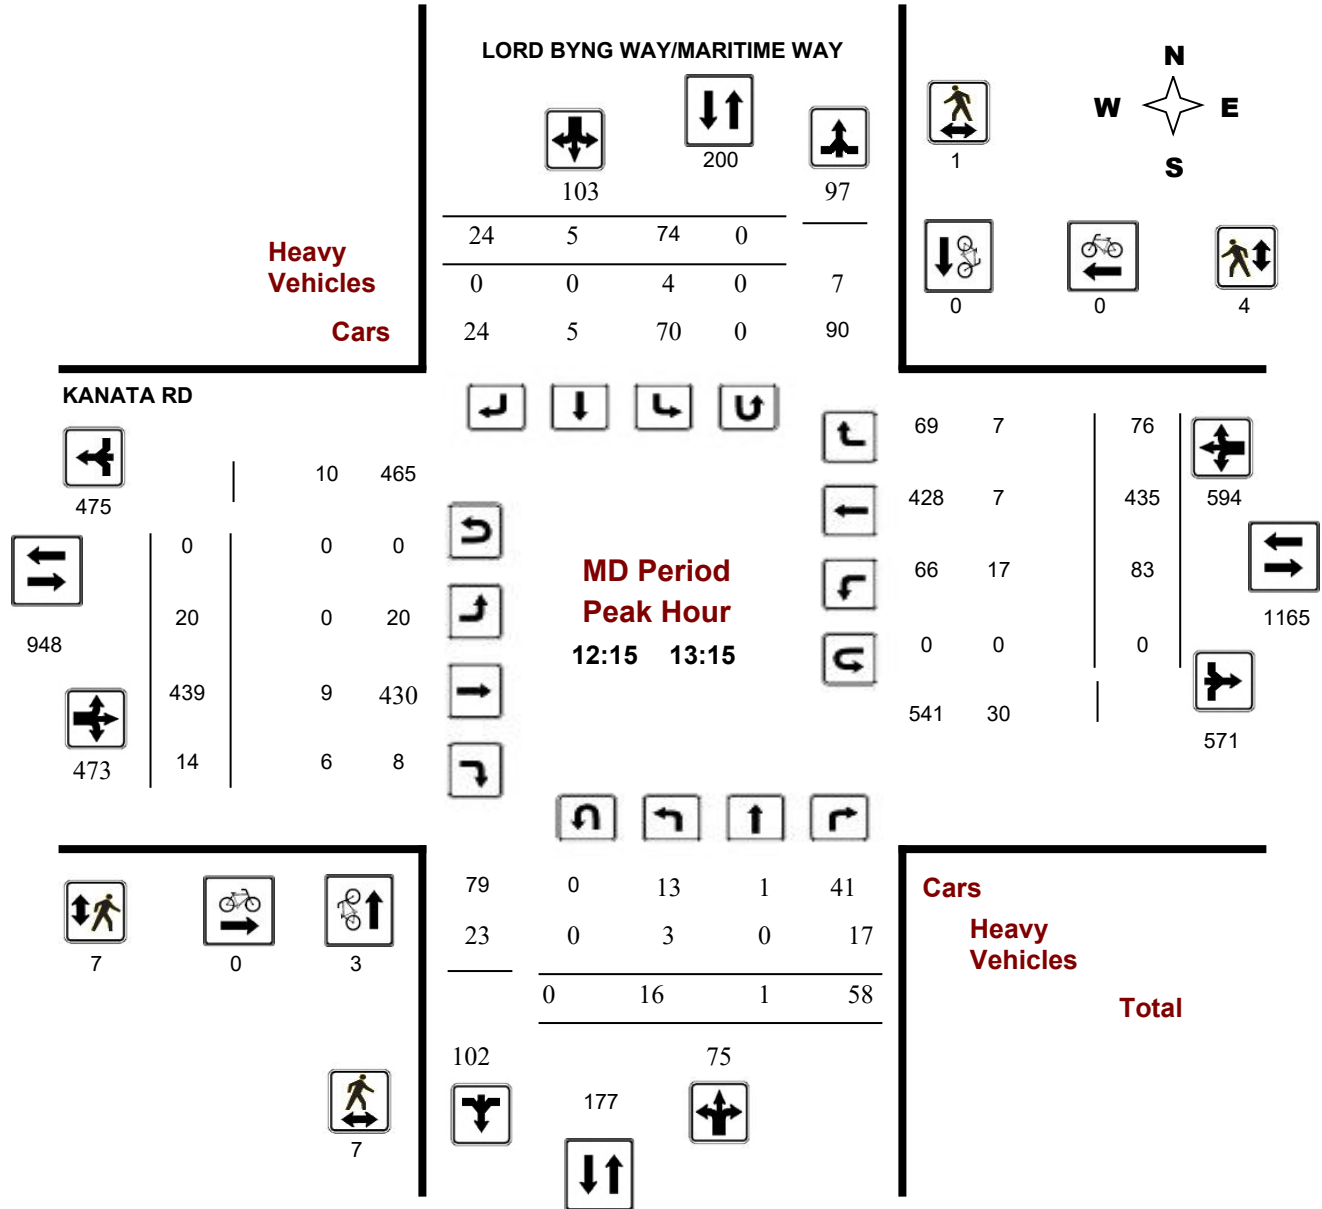 LORD BYNG WAY/MARITIME WAY
N
W E
S
200
1
103
97
24 5 74 0
Heavy
Vehicles
0 0 4 0 7
0 0 4
Cars
24 5 70 0 90
KANATA RD
69 7 76
10 465
475
428 7 435 594
0 0 0
MD Period
66 17 83
Peak Hour
20 0 20
1165
948
12:15 13:15
0 0 0
439 9 430
541 30
571
473
14 6 8
79 0 13 1 41
Cars
23 0 3 0 17
Heavy
Vehicles
7 0 3
0 16 1 58
Total
102 75
177
7